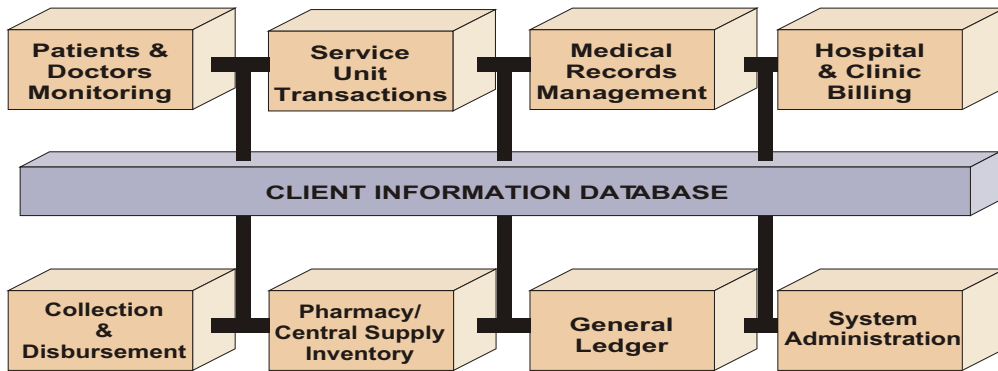 Patients &
Doctors
Monitoring
Service
Unit
Transactions
Medical
Records
Management
Hospital
& Clinic
Billing
CLIENT INFORMATION DATABASE
Collection
&
Disbursement
Pharmacy/
Central Supply
Inventory
General
Ledger
System
Administration